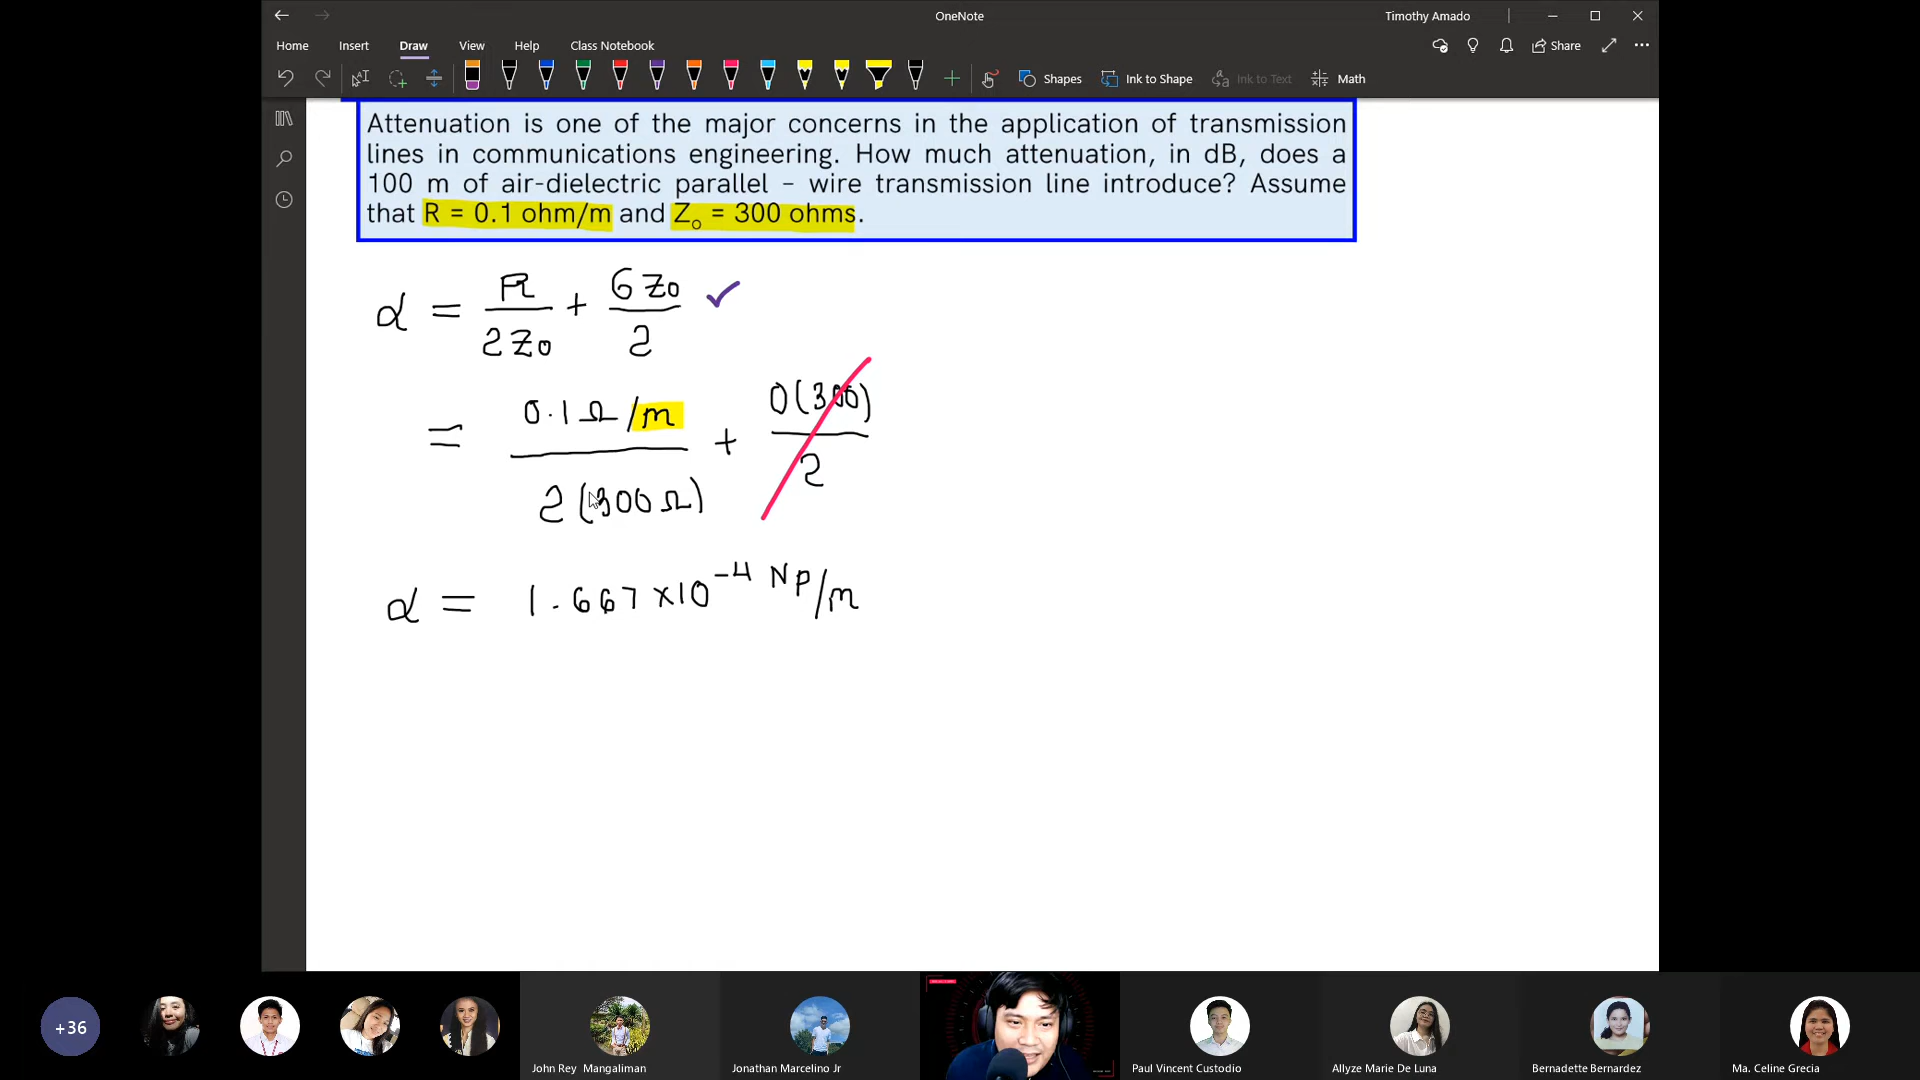 OneNote
Timothy Amado
Home Insert Draw View Help Class Notebook
Share
Shapes Ink to Shape Ink to Text Math
Attenuation is one of the major concerns in the application of transmission
lines in communications engineering. How much attenuation, in dB, does a
100 m of air-dielectric parallel – wire transmission line introduce? Assume
that R = 0.1 ohm/m and Zo = 300 ohms.
α = R/2Zo + GZo/2
= 0.1Ω/m / 2(300Ω) + 0(300)/2
α = 1.667 x10^-4 Np/m
+36
John Rey Mangaliman
Jonathan Marcelino Jr
Paul Vincent Custodio
Allyze Marie De Luna
Bernadette Bernardez
Ma. Celine Grecia